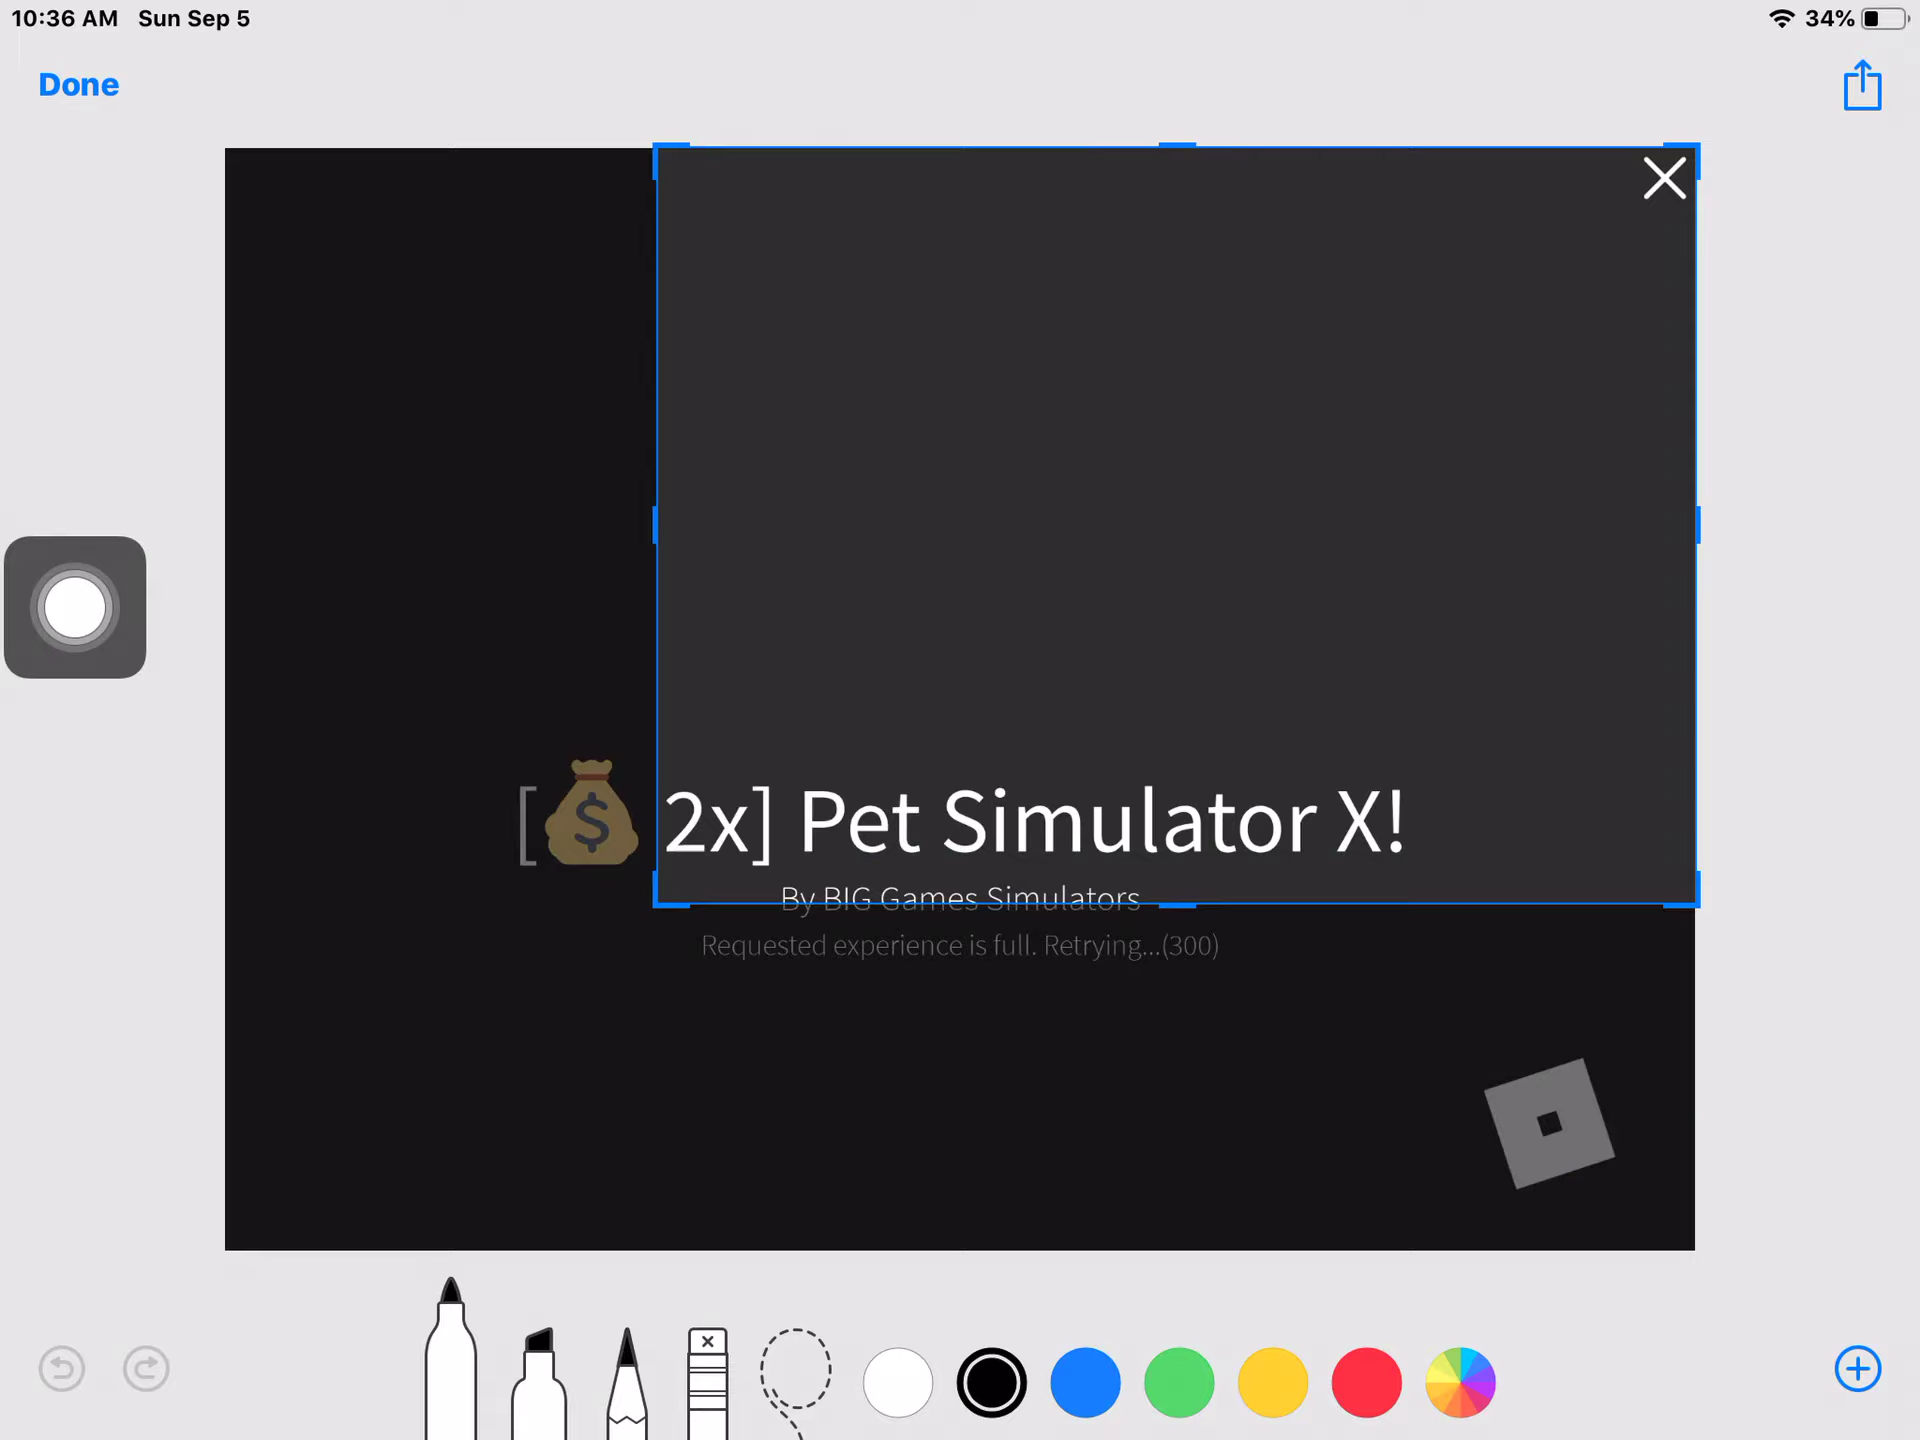 10:36 AM Sun Sep 5 34%
Done
[💰 2x] Pet Simulator X!
By BIG Games Simulators
Requested experience is full. Retrying...(300)